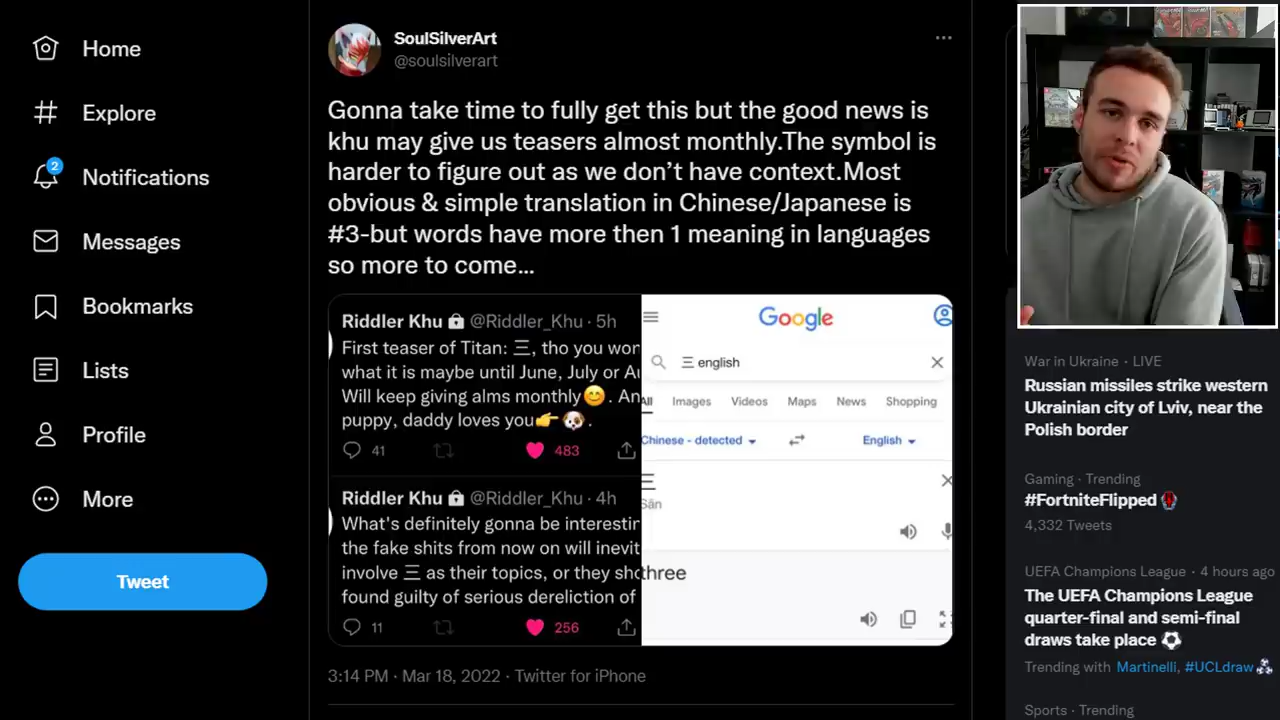 Home
Explore
2
Notifications
Messages
Bookmarks
Lists
Profile
More
Tweet
SoulSilverArt
@soulsilverart
Gonna take time to fully get this but the good news is
khu may give us teasers almost monthly.The symbol is
harder to figure out as we don’t have context.Most
obvious & simple translation in Chinese/Japanese is
#3-but words have more then 1 meaning in languages
so more to come…
Riddler Khu @Riddler_Khu · 5h
First teaser of Titan: 三, tho you won
what it is maybe until June, July or Au
Will keep giving alms monthly😊. An
puppy, daddy loves you👉🐶.
41
483
Riddler Khu @Riddler_Khu · 4h
What's definitely gonna be interestin
the fake shits from now on will inevit
involve 三 as their topics, or they sho
found guilty of serious dereliction of
11
256
Google
三 english
All Images Videos Maps News Shopping
Chinese - detected English
三
Sān
three
3:14 PM · Mar 18, 2022 · Twitter for iPhone
War in Ukraine · LIVE
Russian missiles strike western
Ukrainian city of Lviv, near the
Polish border
Gaming · Trending
#FortniteFlipped
4,332 Tweets
UEFA Champions League · 4 hours ago
The UEFA Champions League
quarter-final and semi-final
draws take place ⚽
Trending with Martinelli, #UCLdraw
Sports · Trending